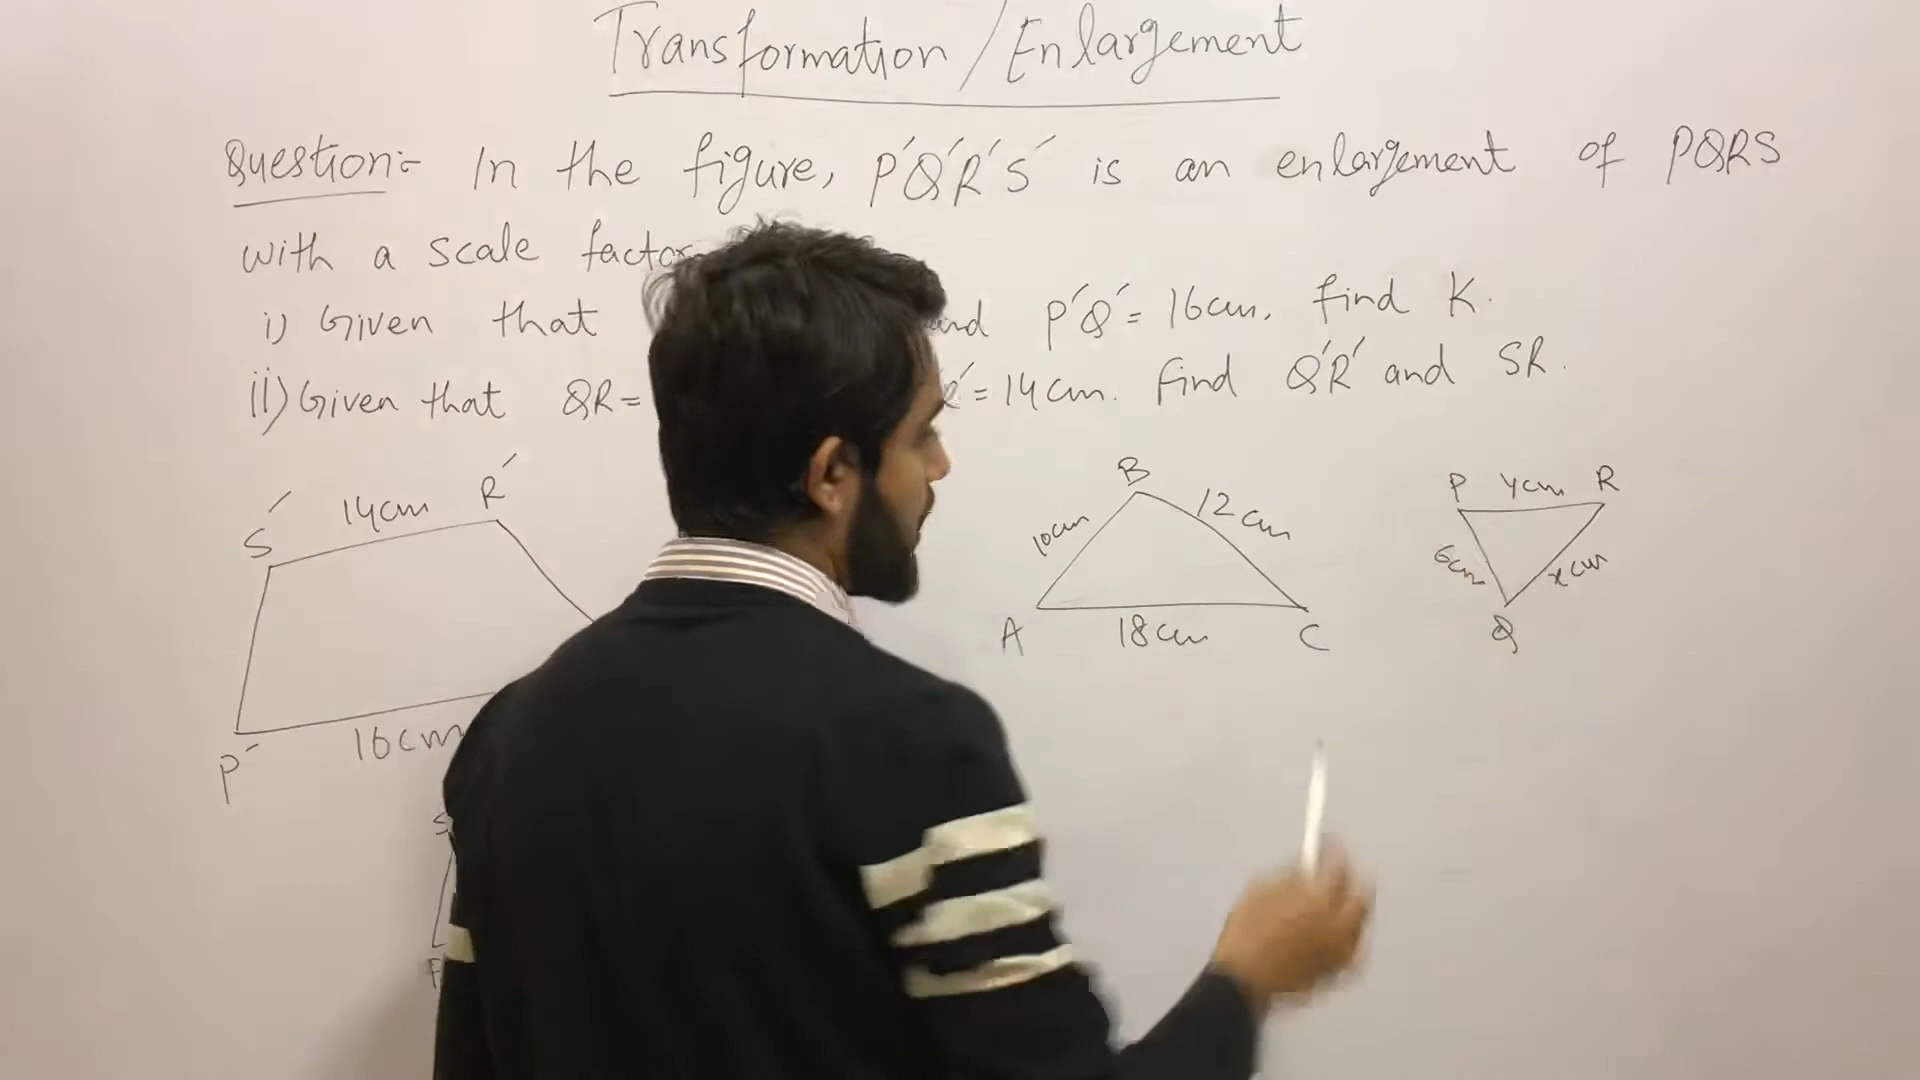 Transformation/Enlargement
Question:- In the figure, P'Q'R'S' is an enlargement of PQRS
with a scale factor
i) Given that and P'Q' = 16cm, find K.
ii) Given that QR= = 14cm. Find Q'R' and SR.
S' 14cm R'
P' 16cm
S
B
10cm 12cm
A 18cm C
P 4cm R
6cm xcm
Q